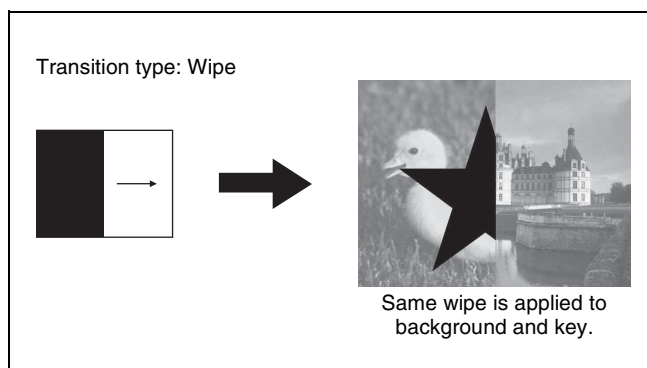 Transition type: Wipe
Same wipe is applied to
background and key.